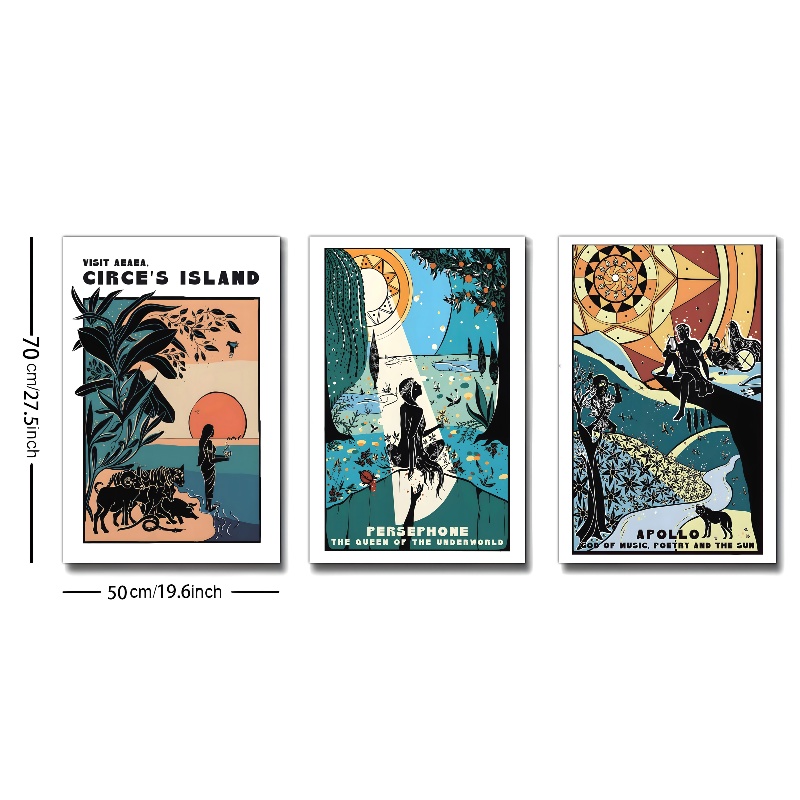 VISIT AEAEA,
CIRCE'S ISLAND
PERSEPHONE
THE QUEEN OF THE UNDERWORLD
APOLLO
GOD OF MUSIC, POETRY AND THE SUN
70cm/27.5inch
50cm/19.6inch